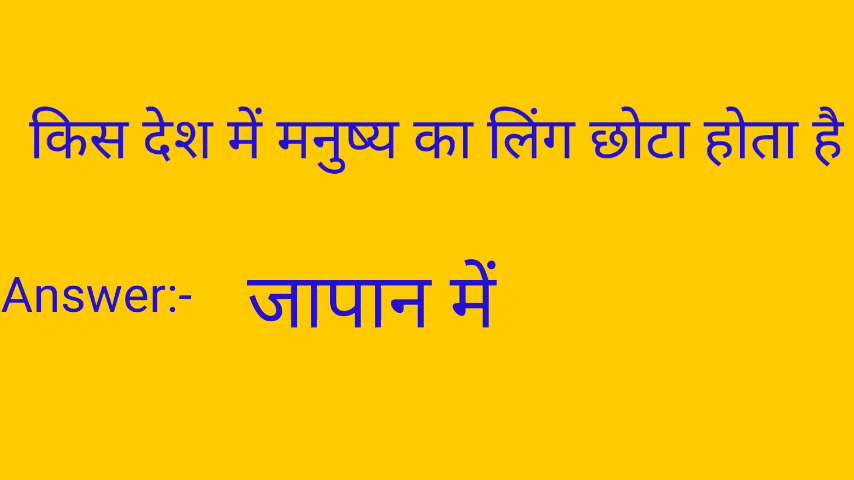 किस देश में मनुष्य का लिंग छोटा होता है
Answer:- जापान में